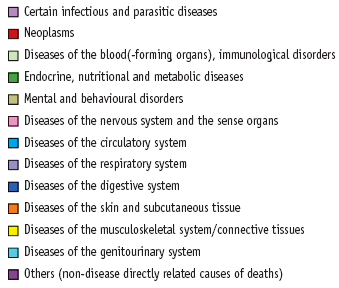 Certain infectious and parasitic diseases
Neoplasms
Diseases of the blood(-forming organs), immunological disorders
Endocrine, nutritional and metabolic diseases
Mental and behavioural disorders
Diseases of the nervous system and the sense organs
Diseases of the circulatory system
Diseases of the respiratory system
Diseases of the digestive system
Diseases of the skin and subcutaneous tissue
Diseases of the musculoskeletal system/connective tissues
Diseases of the genitourinary system
Others (non-disease directly related causes of deaths)